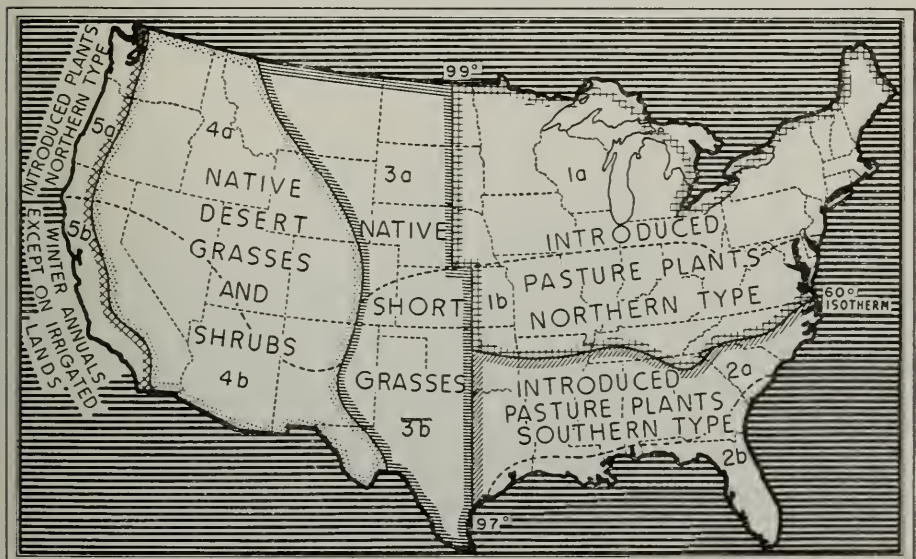 INTRODUCED PLANTS
NORTHERN TYPE
5a
4a
NATIVE
DESERT
GRASSES
AND
SHRUBS
4b
5b
WINTER ANNUALS
EXCEPT ON IRRIGATED
LANDS
99°
3a
NATIVE
SHORT
GRASSES
3b
97°
1a
INTRODUCED
PASTURE PLANTS
1b
NORTHERN TYPE
60°
ISOTHERM
2a
INTRODUCED
PASTURE PLANTS
SOUTHERN TYPE
2b